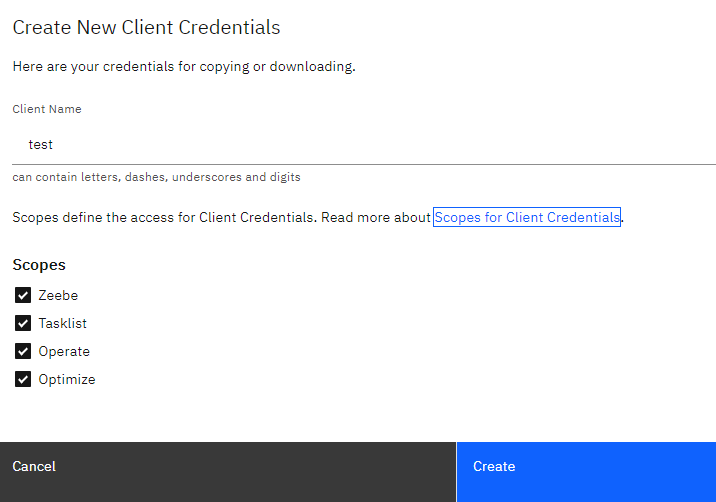 Create New Client Credentials
Here are your credentials for copying or downloading.
Client Name
test
can contain letters, dashes, underscores and digits
Scopes define the access for Client Credentials. Read more about Scopes for Client Credentials.
Scopes
Zeebe
Tasklist
Operate
Optimize
Cancel
Create